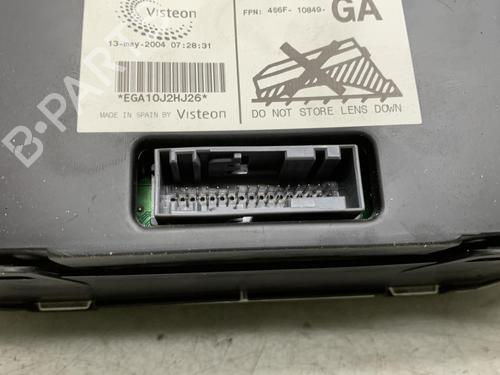 Visteon
FPN: 466F- 10849-
GA
13-may-2004 07:28:31
*EGA10J2HJ26*
MADE IN SPAIN BY Visteon
DO NOT STORE LENS DOWN
B-PARTS